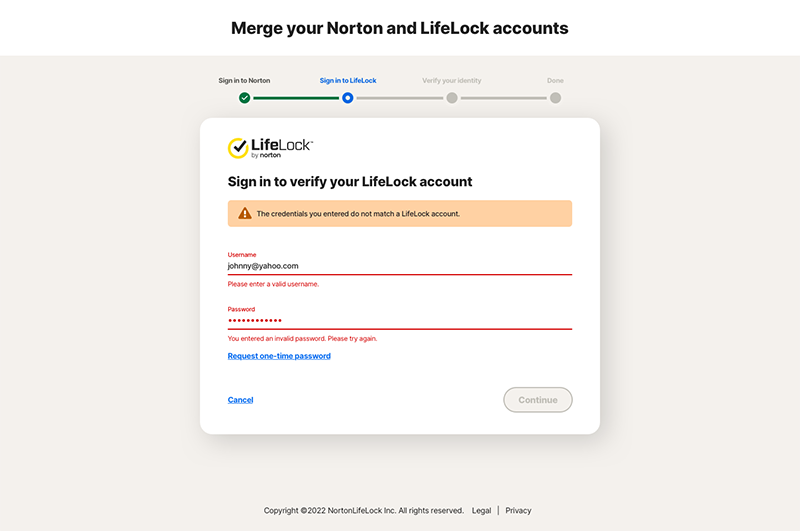 Merge your Norton and LifeLock accounts
Sign in to Norton
Sign in to LifeLock
Verify your identity
Done
LifeLock™
by norton
Sign in to verify your LifeLock account
The credentials you entered do not match a LifeLock account.
Username
johnny@yahoo.com
Please enter a valid username.
Password
••••••••••••
You entered an invalid password. Please try again.
Request one-time password
Cancel
Continue
Copyright ©2022 NortonLifeLock Inc. All rights reserved. Legal | Privacy